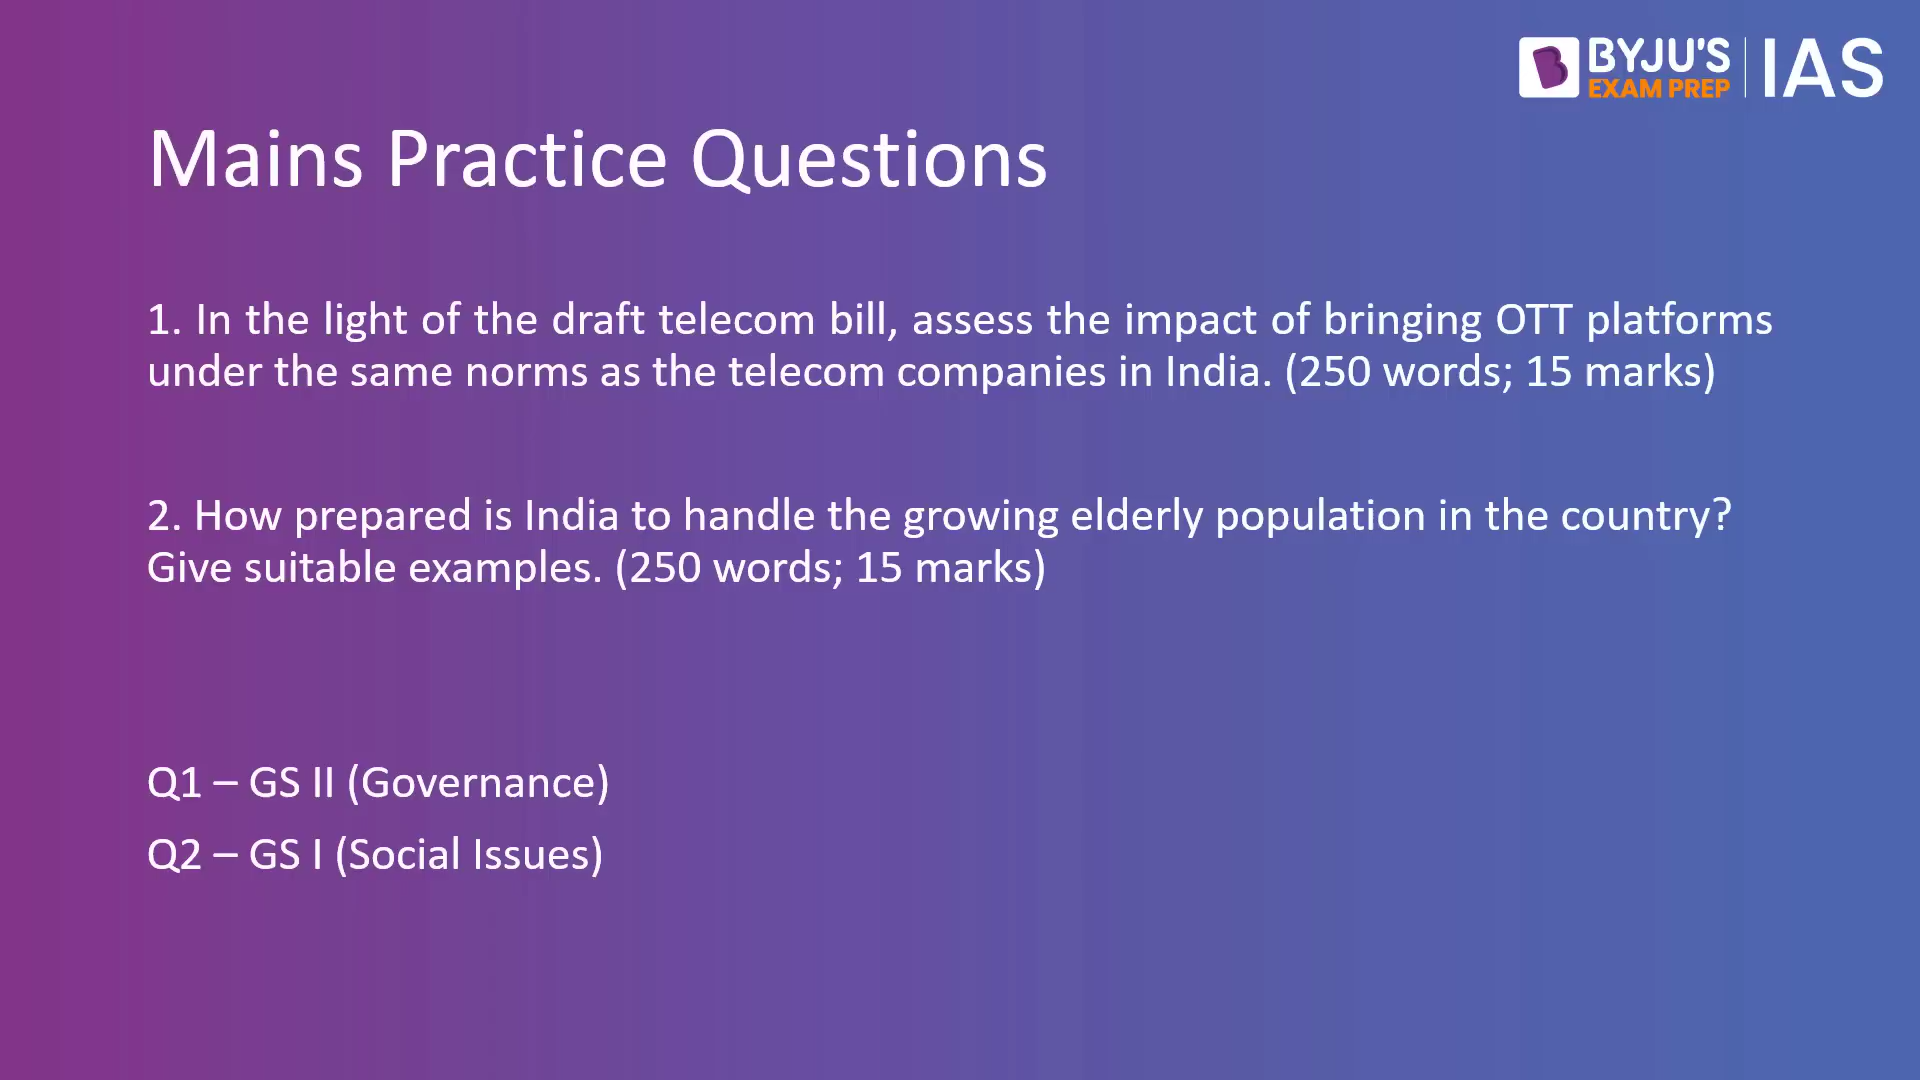 BYJU'S
EXAM PREP
IAS
Mains Practice Questions
1. In the light of the draft telecom bill, assess the impact of bringing OTT platforms
under the same norms as the telecom companies in India. (250 words; 15 marks)
2. How prepared is India to handle the growing elderly population in the country?
Give suitable examples. (250 words; 15 marks)
Q1 – GS II (Governance)
Q2 – GS I (Social Issues)